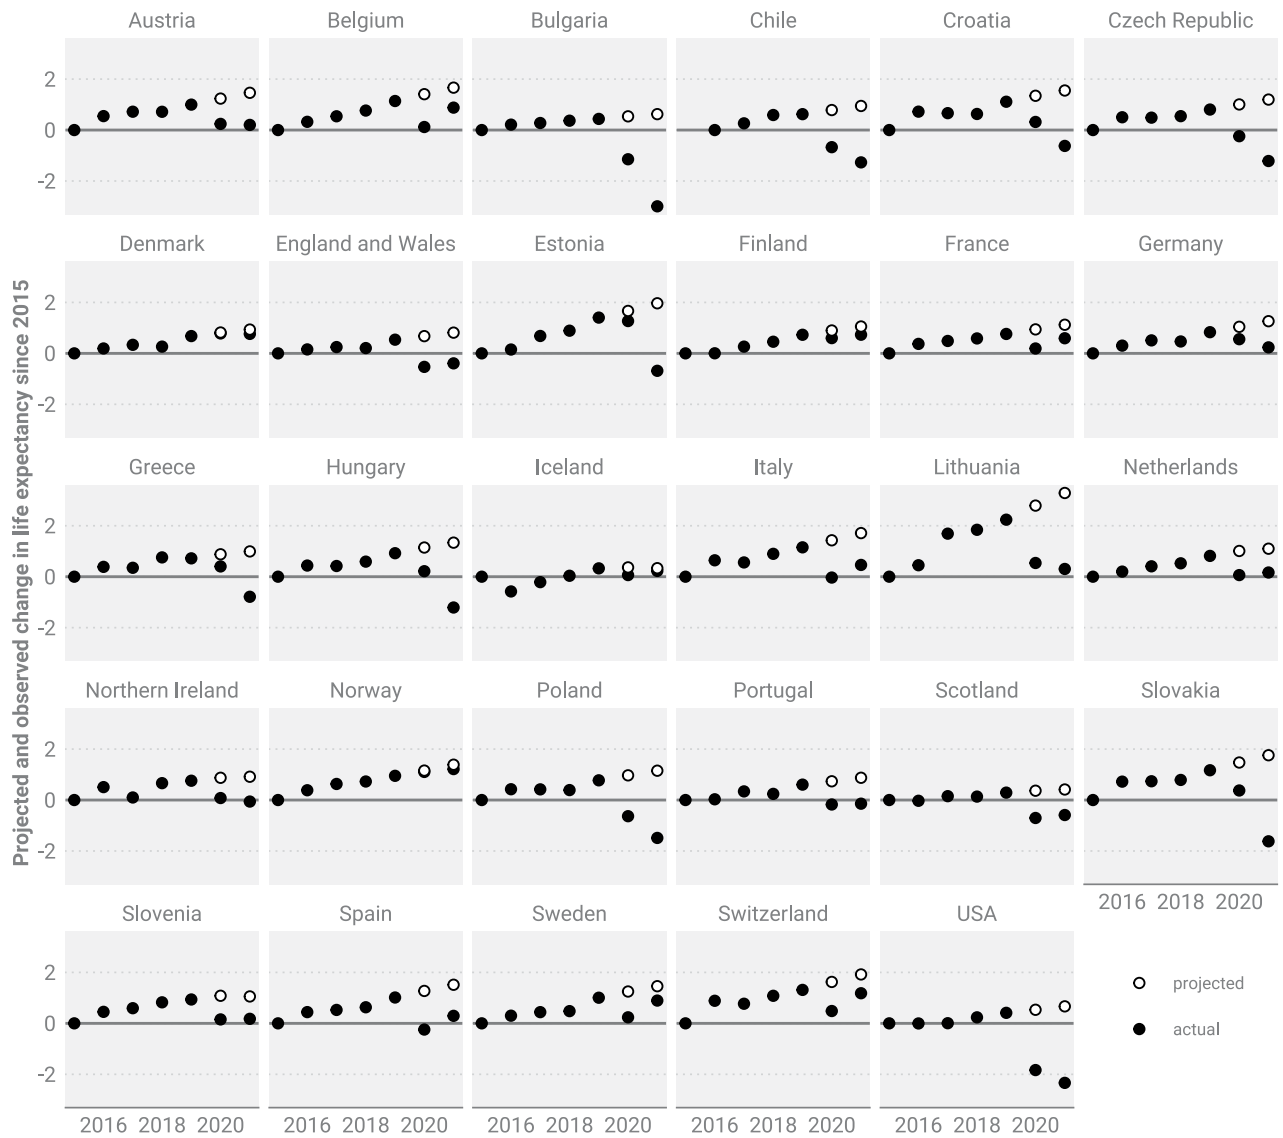 Austria Belgium Bulgaria Chile Croatia Czech Republic
2
0
-2
Denmark England and Wales Estonia Finland France Germany
2
0
-2
Greece Hungary Iceland Italy Lithuania Netherlands
2
0
-2
Northern Ireland Norway Poland Portugal Scotland Slovakia
2
0
-2
2016 2018 2020
Slovenia Spain Sweden Switzerland USA
2
0
-2
2016 2018 2020 2016 2018 2020 2016 2018 2020 2016 2018 2020 2016 2018 2020
Projected and observed change in life expectancy since 2015
projected
actual